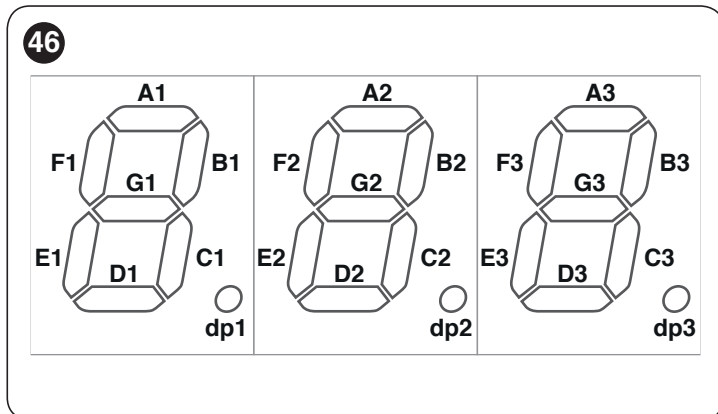 46
A1 A2 A3
F1 B1 F2 B2 F3 B3
G1 G2 G3
E1 C1 E2 C2 E3 C3
D1 D2 D3
dp1 dp2 dp3